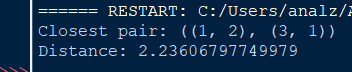 ====== RESTART: C:/Users/analz/
Closest pair: ((1, 2), (3, 1))
Distance: 2.23606797749979
>>>